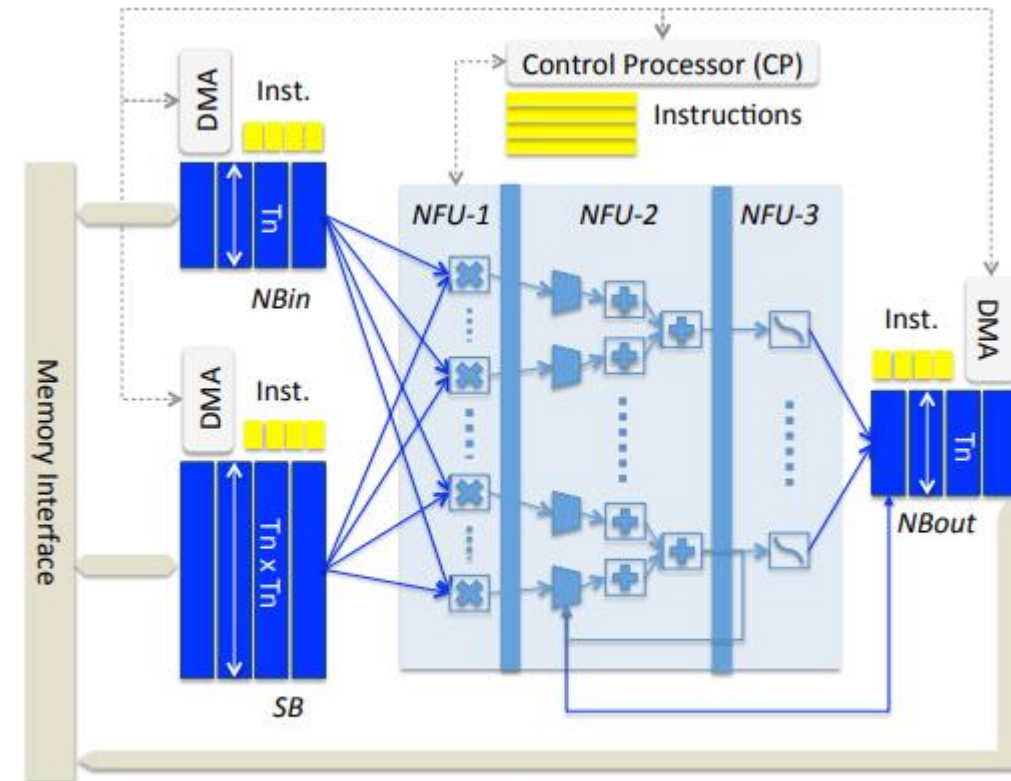 Control Processor (CP)
DMA
Inst.
Instructions
Tn
NBin
NFU-1
NFU-2
NFU-3
Memory Interface
DMA
Inst.
Tn x Tn
SB
Inst.
DMA
Tn
NBout